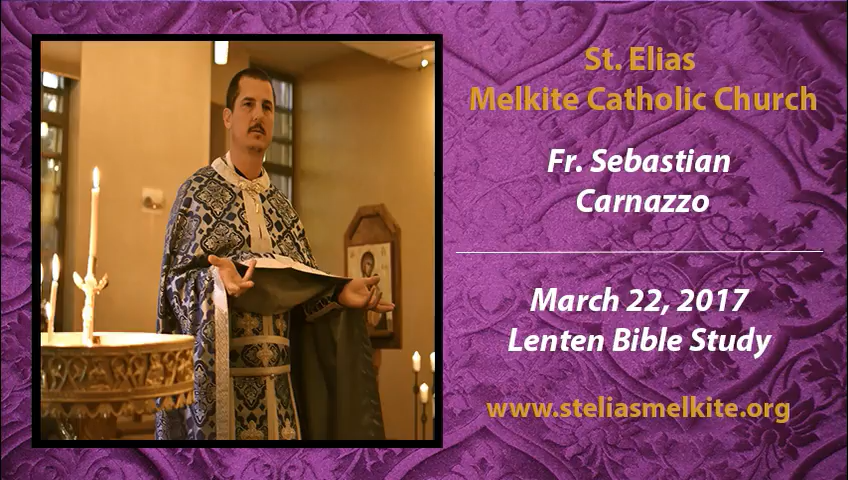 St. Elias
Melkite Catholic Church
Fr. Sebastian
Carnazzo
March 22, 2017
Lenten Bible Study
www.steliasmelkite.org